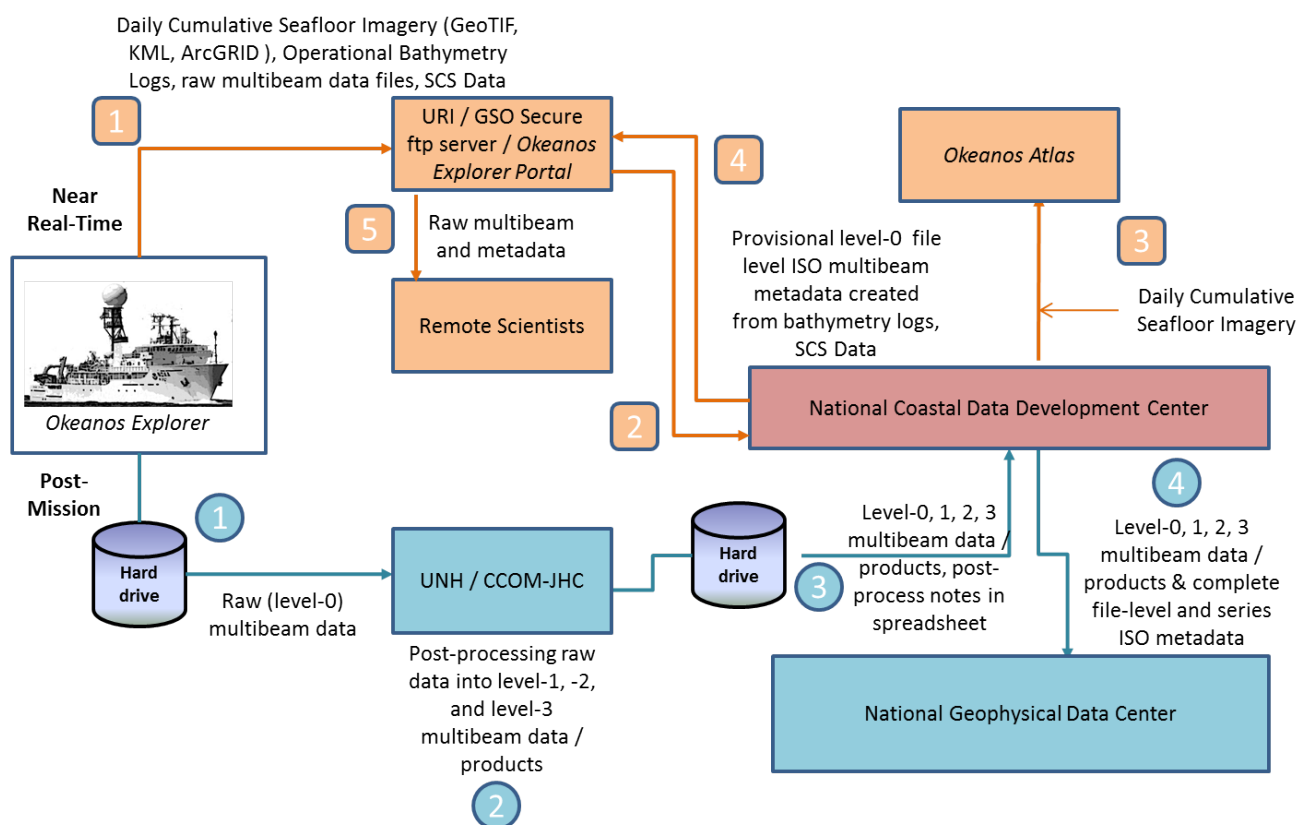 Daily Cumulative Seafloor Imagery (GeoTIF,
KML, ArcGRID ), Operational Bathymetry
Logs, raw multibeam data files, SCS Data
1
URI / GSO Secure
ftp server / Okeanos
Explorer Portal
4
Okeanos Atlas
Near
Real-Time
5
Raw multibeam
and metadata
Provisional level-0 file
level ISO multibeam
metadata created
from bathymetry logs,
SCS Data
3
Daily Cumulative
Seafloor Imagery
Remote Scientists
Okeanos Explorer
2
National Coastal Data Development Center
Post-
Mission
1
Hard
drive
Raw (level-0)
multibeam data
UNH / CCOM-JHC
Post-processing raw
data into level-1, -2,
and level-3
multibeam data /
products
2
Hard
drive
3
Level-0, 1, 2, 3
multibeam data /
products, post-
process notes in
spreadsheet
4
Level-0, 1, 2, 3
multibeam data /
products & complete
file-level and series
ISO metadata
National Geophysical Data Center